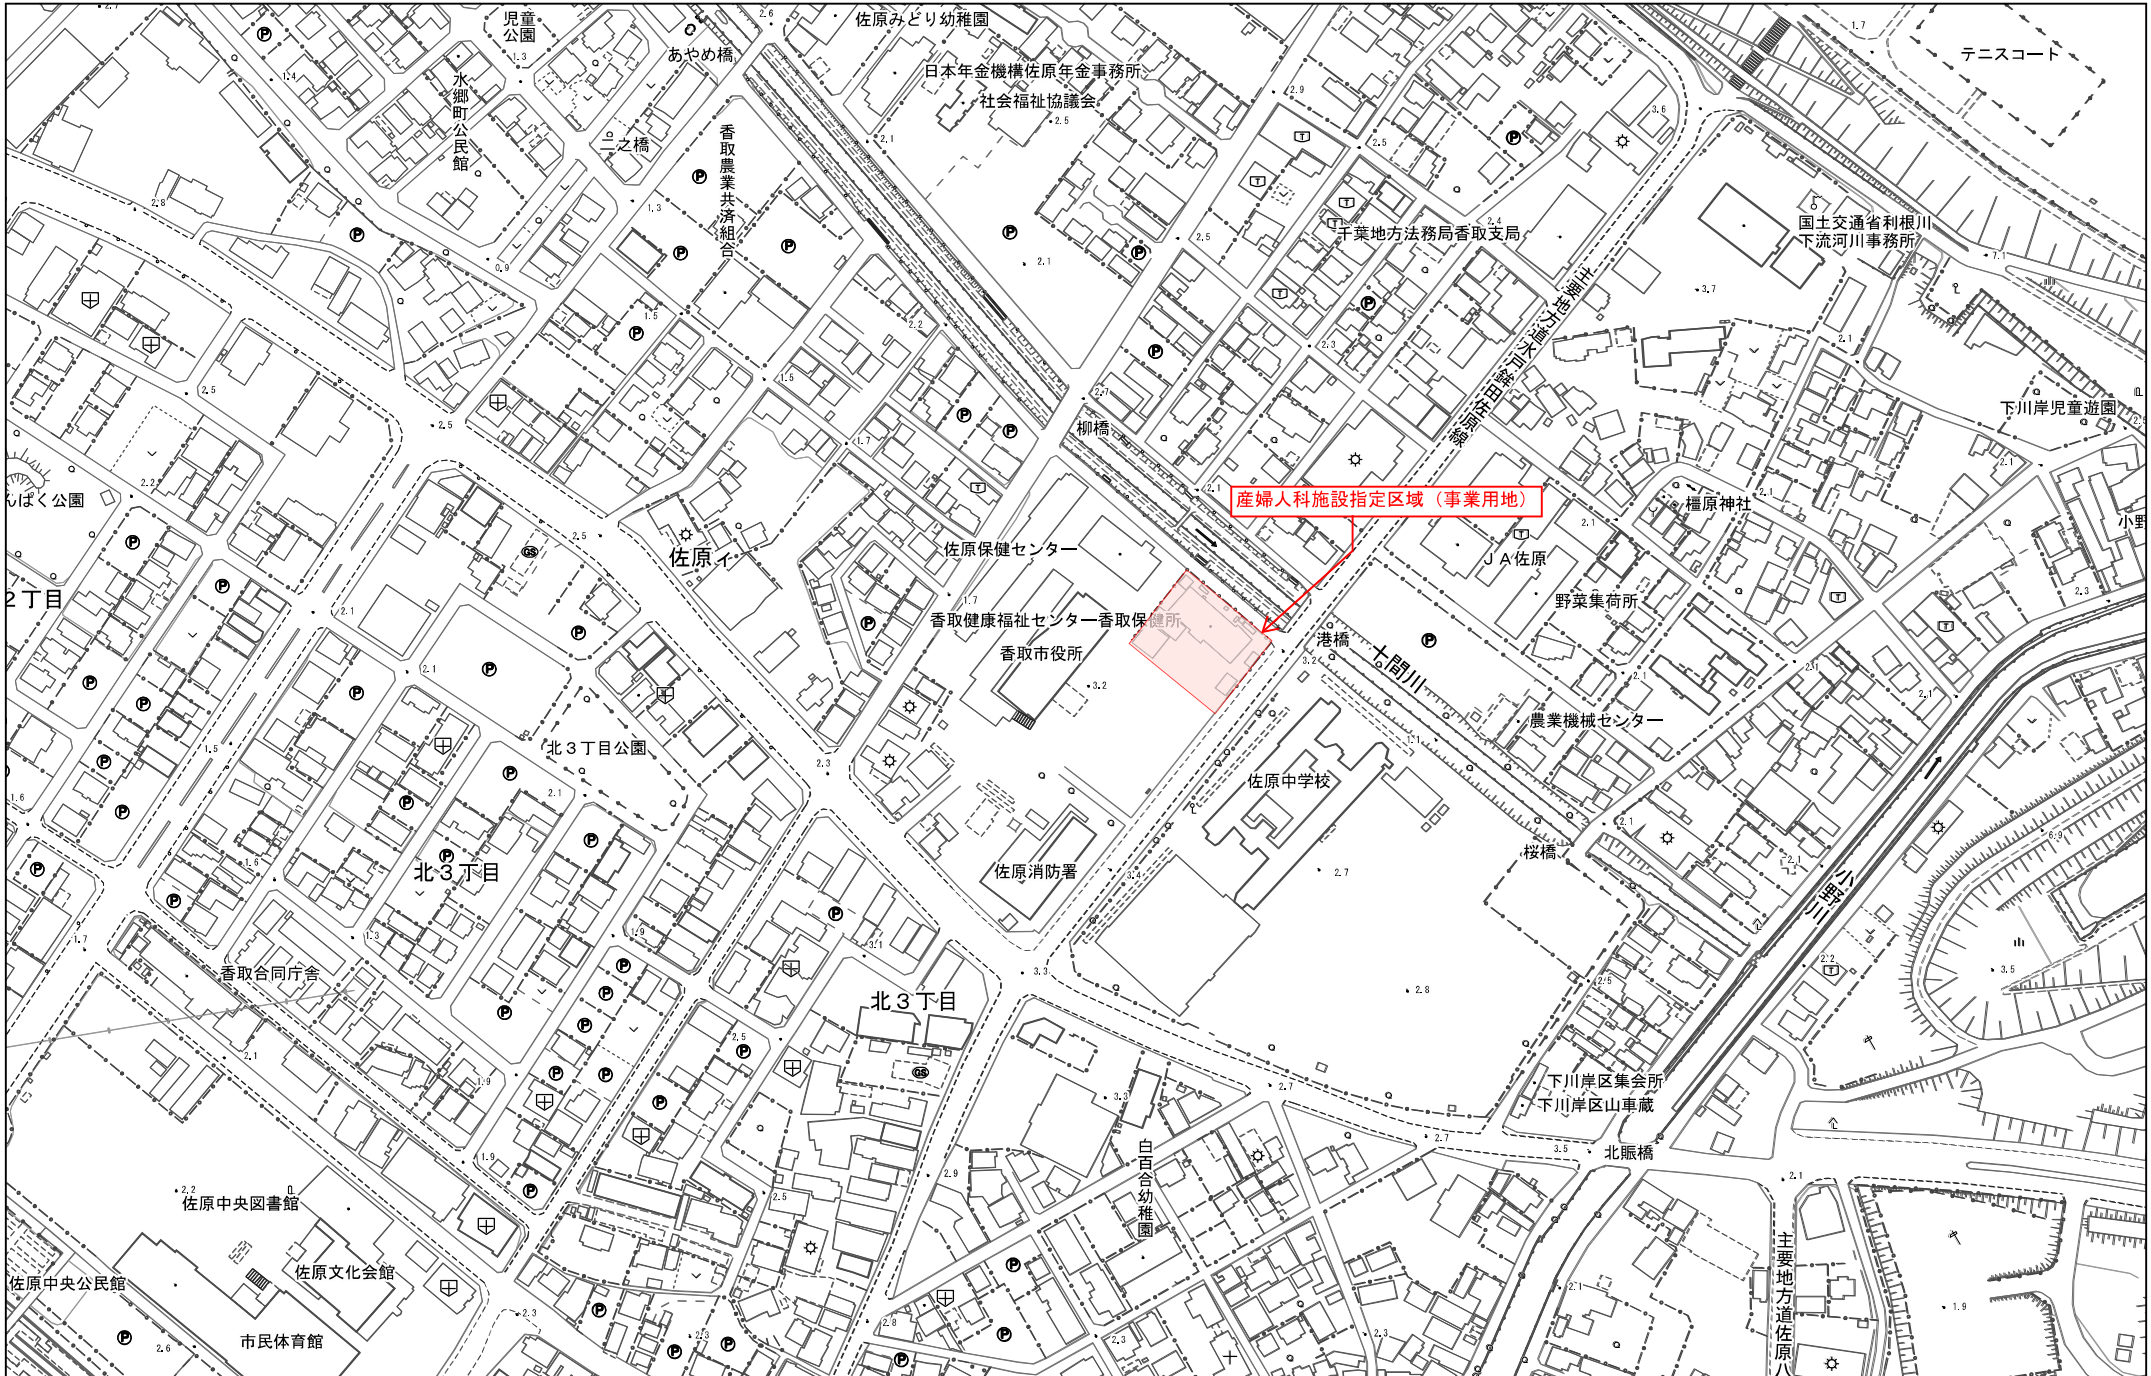 児童
公園
佐原みどり幼稚園
あやめ橋
水郷町公民館
日本年金機構佐原年金事務所
社会福祉協議会
テニスコート
二之橋
香取農業共済組合
千葉地方法務局香取支局
国土交通省利根川
下流河川事務所
主要地方道水戸鉾田佐原線
下川岸児童遊園
柳橋
産婦人科施設指定区域（事業用地）
んぱく公園
橿原神社
小野
佐原イ
佐原保健センター
ＪＡ佐原
野菜集荷所
２丁目
香取健康福祉センター香取保健所
香取市役所
港橋
十間川
農業機械センター
北３丁目公園
佐原中学校
桜橋
北３丁目
佐原消防署
小野川
香取合同庁舎
北３丁目
下川岸区集会所
下川岸区山車蔵
白百合幼稚園
北賑橋
佐原中央図書館
佐原文化会館
佐原中央公民館
市民体育館
主要地方道佐原八